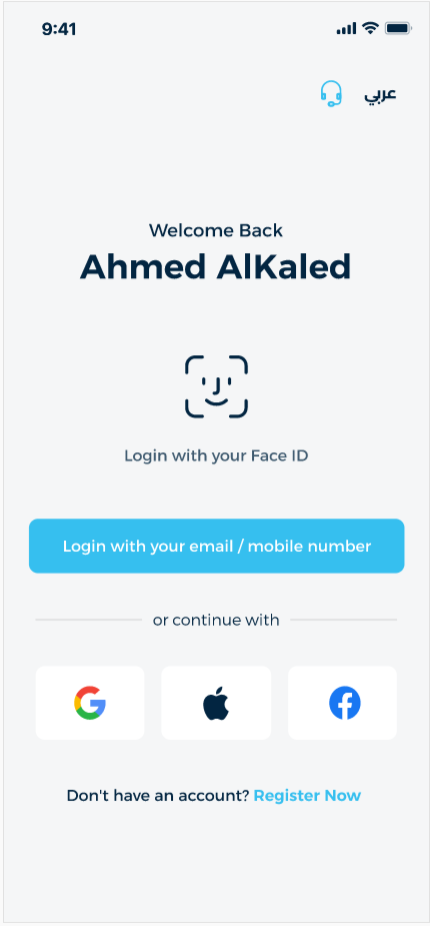 9:41
عربي
Welcome Back
Ahmed AlKaled
Login with your Face ID
Login with your email / mobile number
or continue with
Don't have an account? Register Now